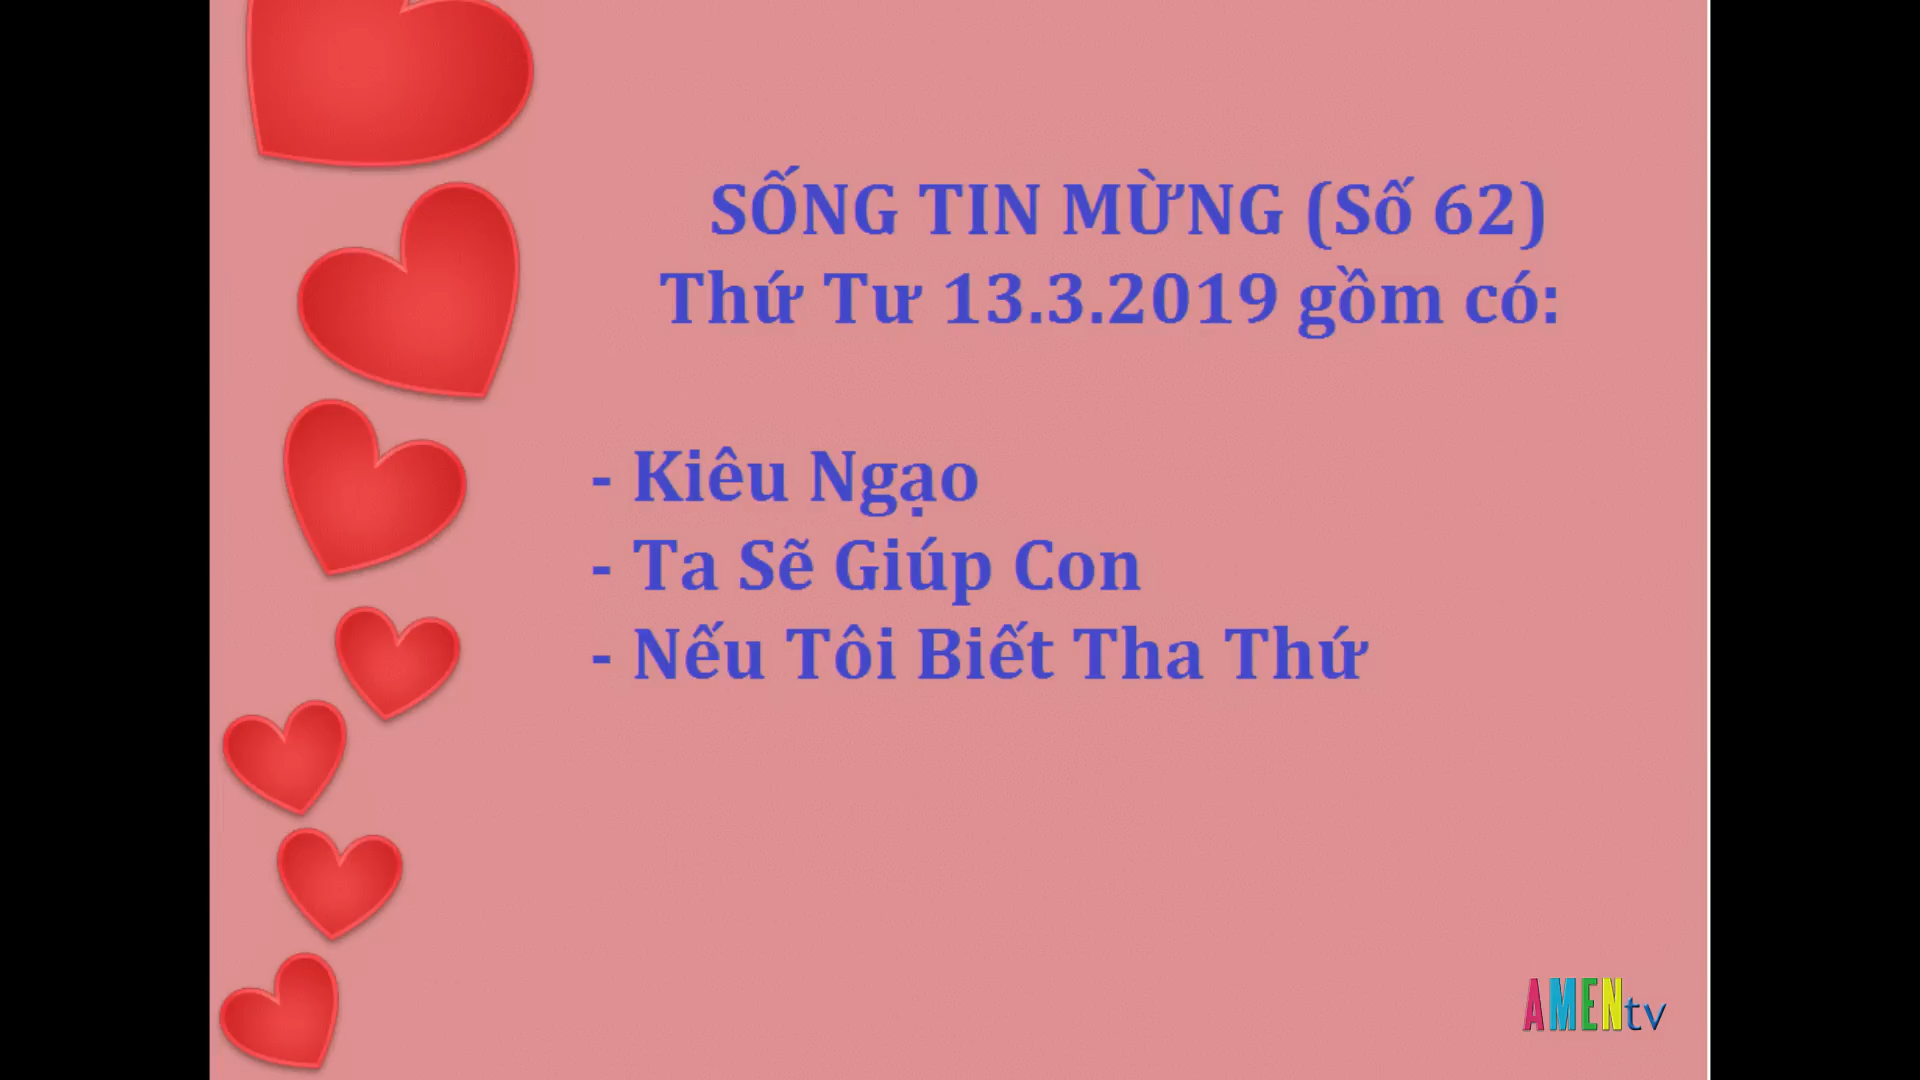 SỐNG TIN MỪNG (Số 62)
Thứ Tư 13.3.2019 gồm có:
- Kiêu Ngạo
- Ta Sẽ Giúp Con
- Nếu Tôi Biết Tha Thứ
AMENtv